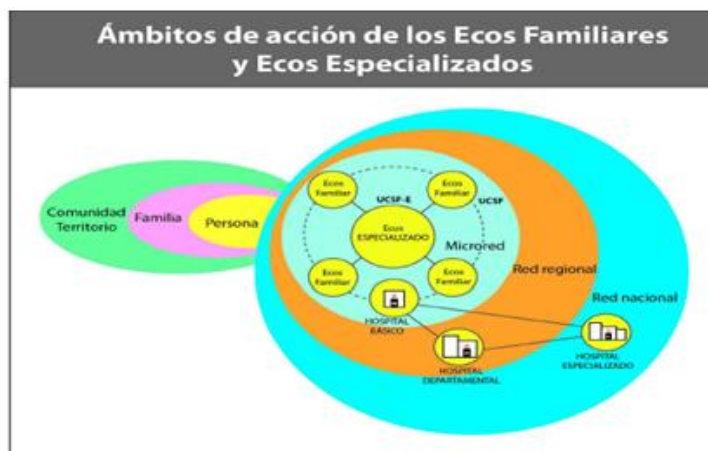 Ámbitos de acción de los Ecos Familiares
y Ecos Especializados
Comunidad
Territorio
Familia
Persona
Ecos
Familiar
Ecos
Familiar
UCSF-E
UCSF
Ecos
ESPECIALIZADO
Microred
Ecos
Familiar
Ecos
Familiar
Red regional
Red nacional
HOSPITAL
BÁSICO
HOSPITAL
DEPARTAMENTAL
HOSPITAL
ESPECIALIZADO